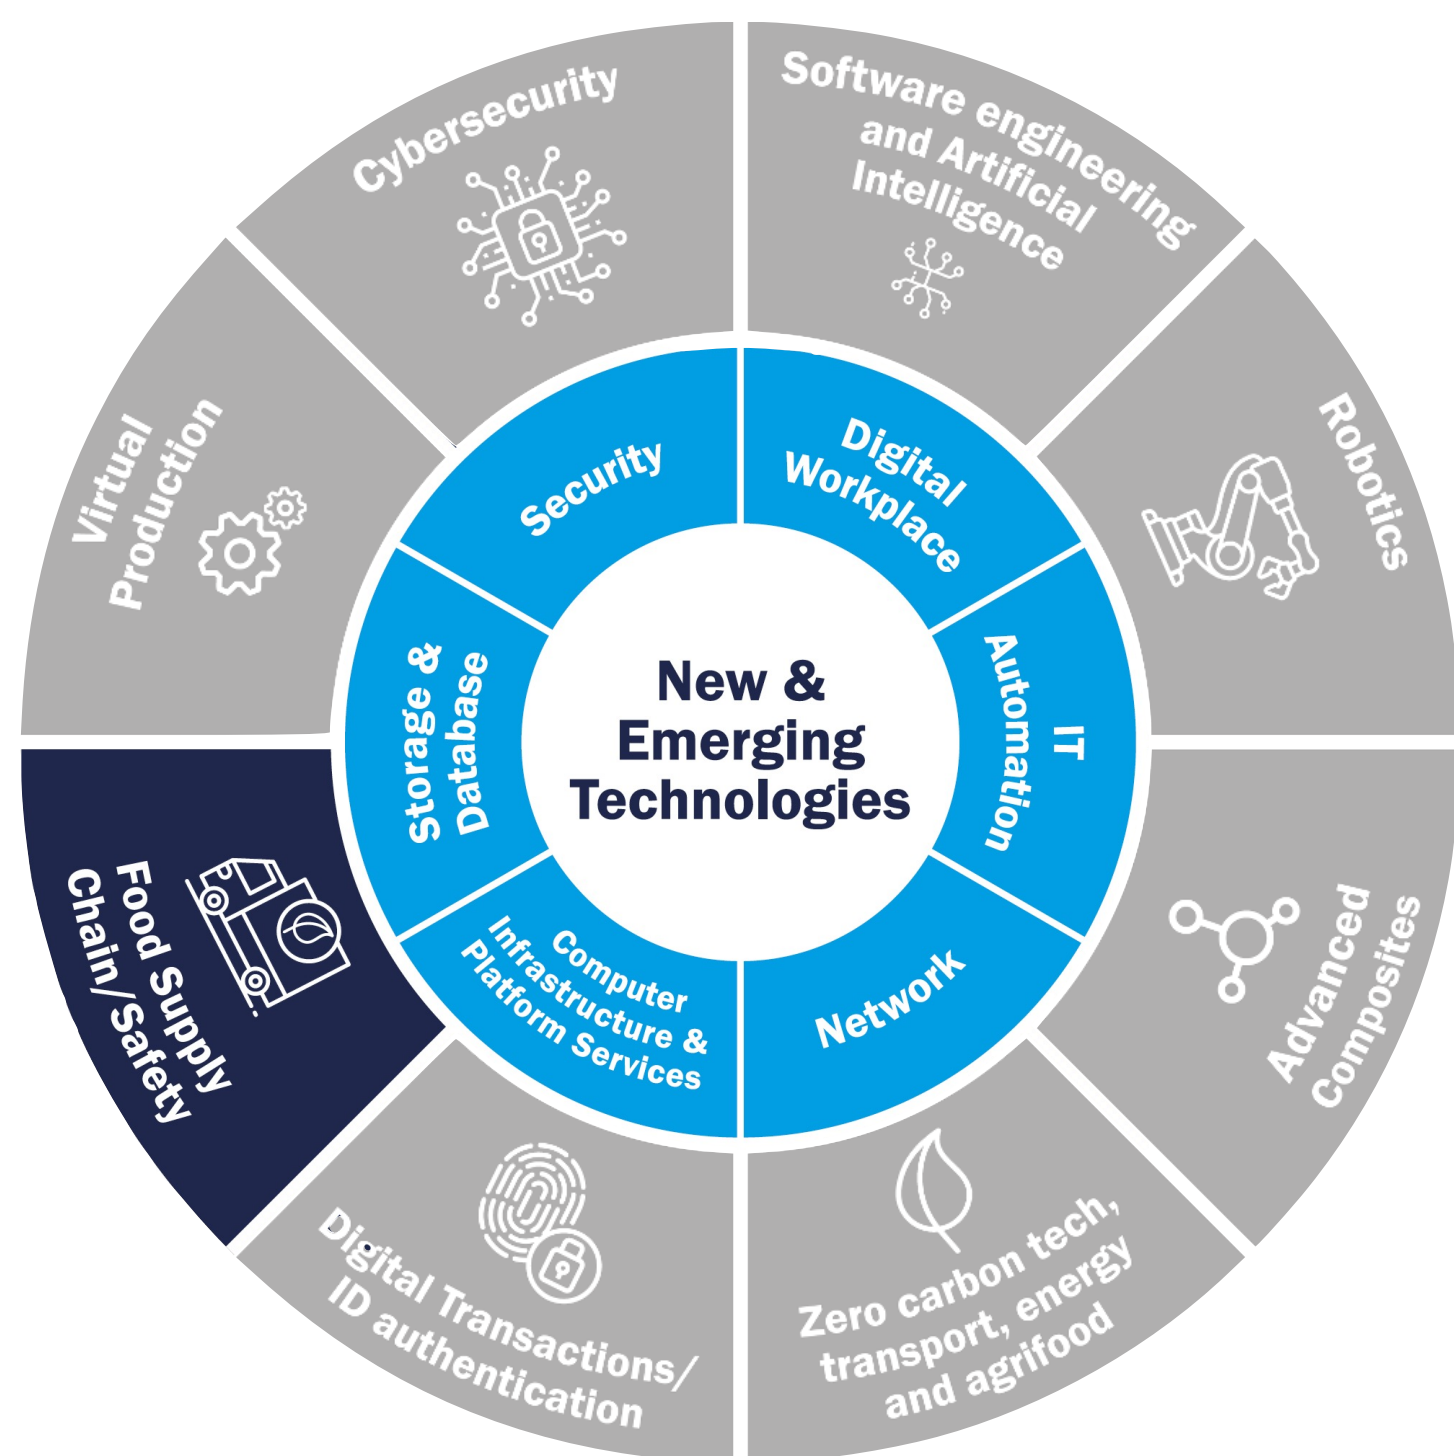 Cybersecurity
Software engineering
and Artificial
Intelligence
Robotics
Advanced
Composites
Zero carbon tech,
transport, energy
and agrifood
Digital Transactions/
ID authentication
Food Supply
Chain/Safety
Virtual
Production
Security
Digital
Workplace
IT
Automation
Network
Computer
Infrastructure &
Platform Services
Storage &
Database
New &
Emerging
Technologies